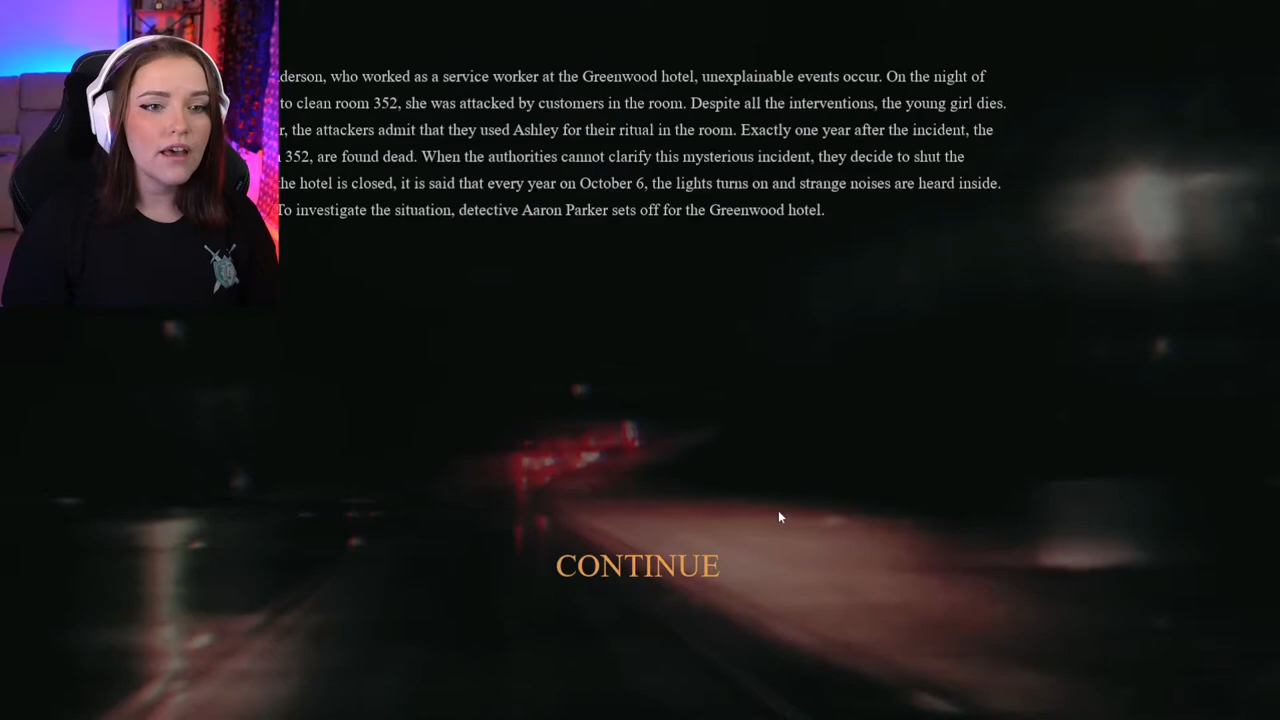 derson, who worked as a service worker at the Greenwood hotel, unexplainable events occur. On the night of
to clean room 352, she was attacked by customers in the room. Despite all the interventions, the young girl dies.
r, the attackers admit that they used Ashley for their ritual in the room. Exactly one year after the incident, the
352, are found dead. When the authorities cannot clarify this mysterious incident, they decide to shut the
he hotel is closed, it is said that every year on October 6, the lights turns on and strange noises are heard inside.
To investigate the situation, detective Aaron Parker sets off for the Greenwood hotel.
CONTINUE